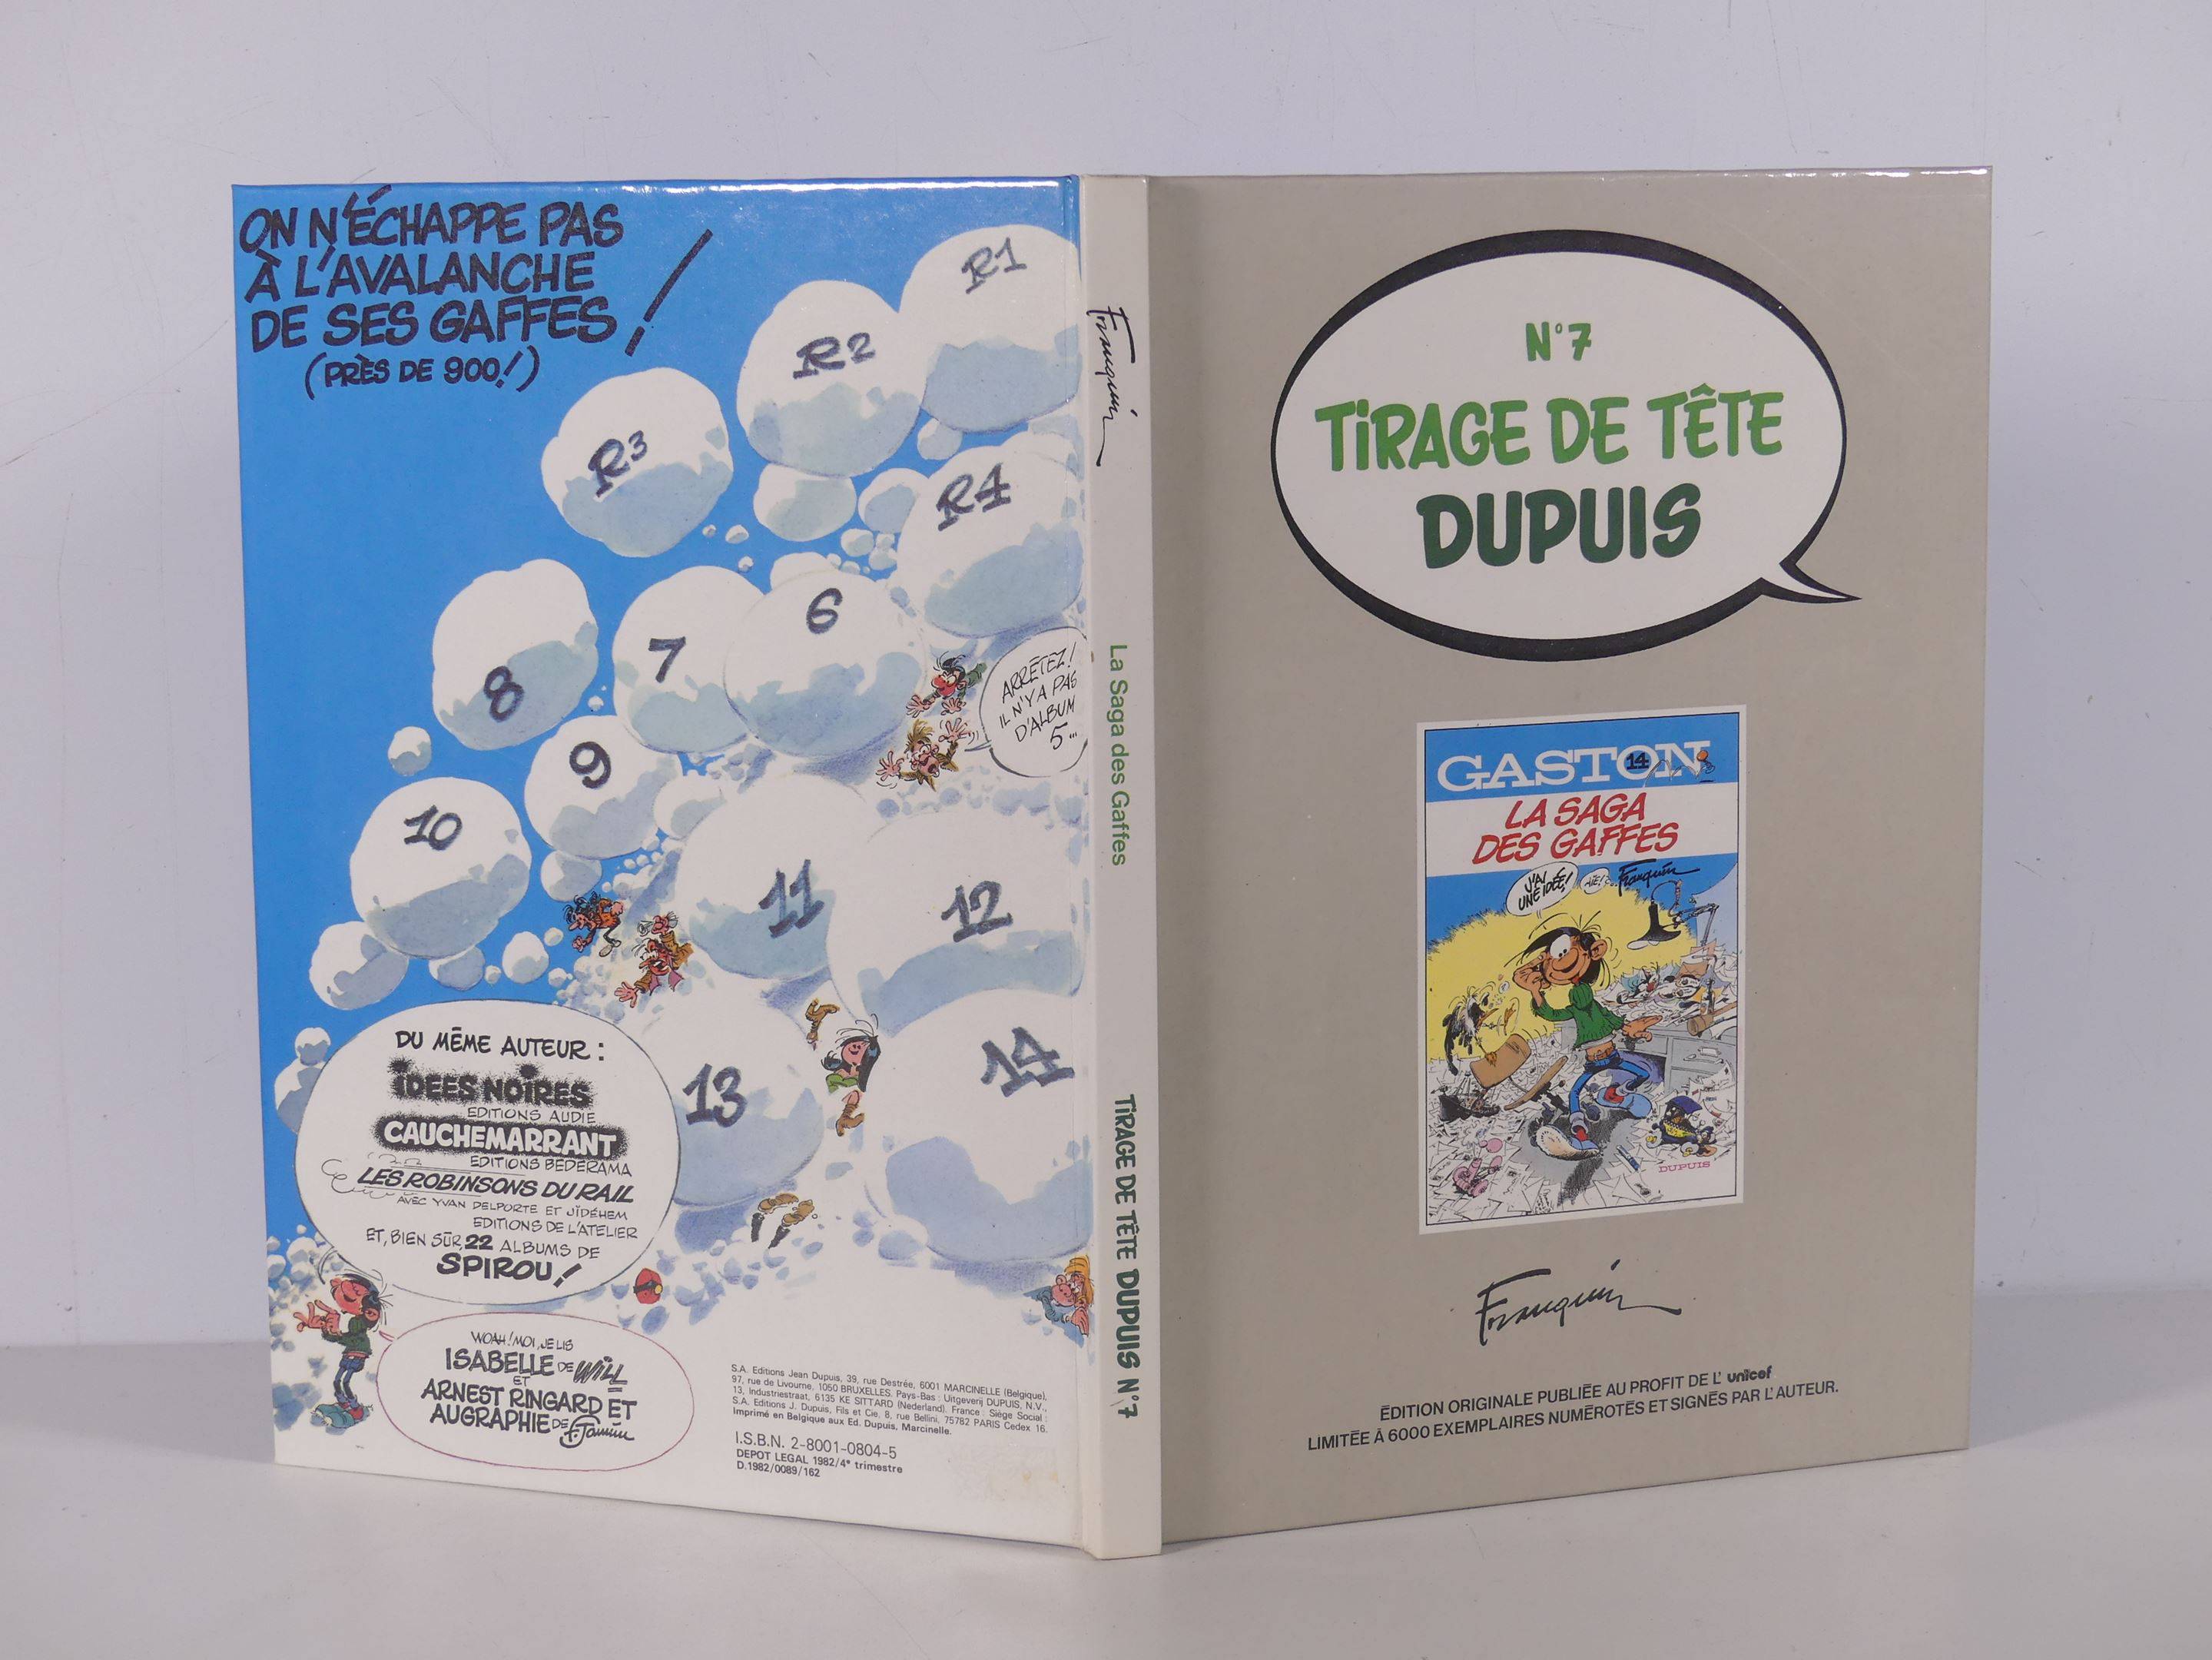 ON N'ÉCHAPPE PAS
À L'AVALANCHE
DE SES GAFFES!
(PRÈS DE 900!)
R1
R2
R3
R4
6
7
8
ARRÊTEZ!
IL N'Y A PAS
D'ALBUM
5...
9
10
11
12
13
14
DU MÊME AUTEUR :
IDEES NOIRES
EDITIONS AUDIE
CAUCHEMARRANT
EDITIONS BEDERAMA
LES ROBINSONS DU RAIL
AVEC YVAN DELPORTE ET JIDÉHEM
EDITIONS DE L'ATELIER
ET, BIEN SÛR, 22 ALBUMS DE
SPIROU!
WOAH! MOI, JE LIS
ISABELLE DE WILL
ET
ARNEST RINGARD ET
AUGRAPHIE DE F. Jannin
S.A. Editions Jean Dupuis, 39, rue Destrée, 6001 MARCINELLE (Belgique),
97, rue de Livourne, 1050 BRUXELLES. Pays-Bas : Uitgeverij DUPUIS, N.V.,
13, Industriestraat, 6135 KE SITTARD (Nederland). France : Siège Social :
S.A. Editions J. Dupuis, Fils et Cie, 8, rue Bellini, 75782 PARIS Cedex 16.
Imprimé en Belgique aux Ed. Dupuis, Marcinelle.
I.S.B.N. 2-8001-0804-5
DEPOT LEGAL 1982/4e trimestre
D.1982/0089/162
Franquin
La Saga des Gaffes
TIRAGE DE TÊTE DUPUIS N°7
N°7
TIRAGE DE TÊTE
DUPUIS
GASTON
14
LA SAGA
DES GAFFES
J'AI
UNE IDÉE!
AÏE!
Franquin
DUPUIS
Franquin
ÉDITION ORIGINALE PUBLIÉE AU PROFIT DE L' unicef
LIMITÉE À 6000 EXEMPLAIRES NUMÉROTÉS ET SIGNÉS PAR L'AUTEUR.